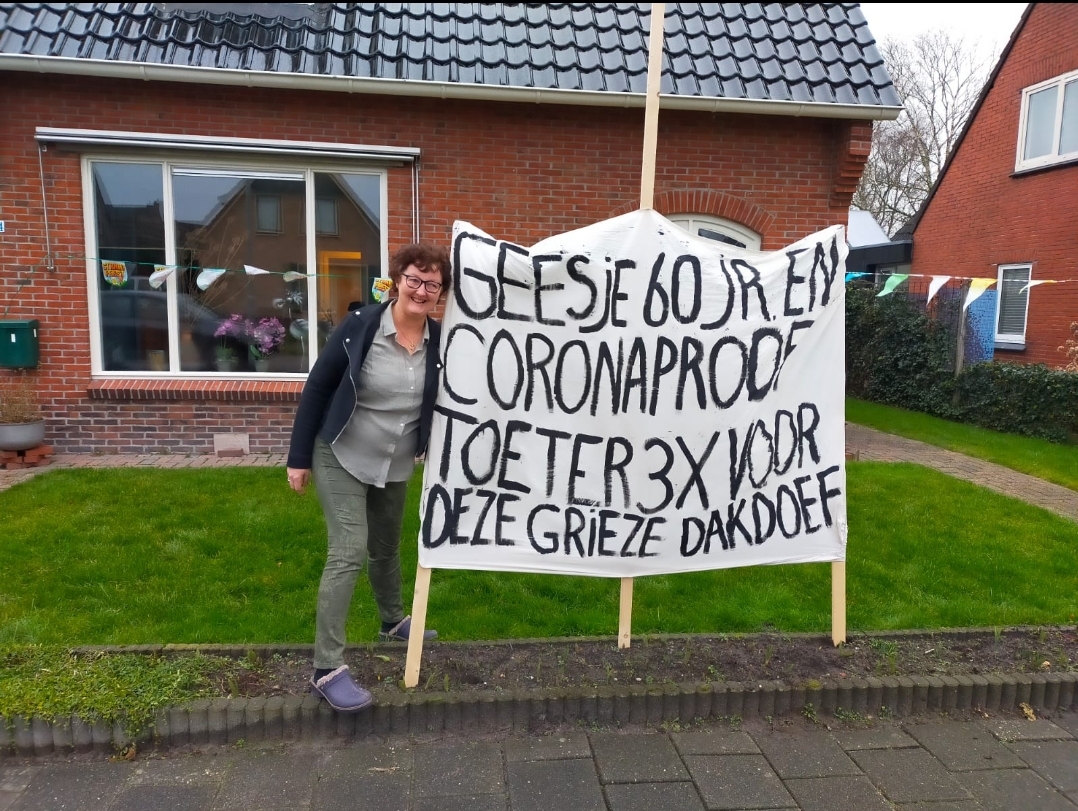 GEESjE 60 JR. EN
CORONAPROOF
TOETER 3X VOOR
DEZE GRiEZE DAKDOEF